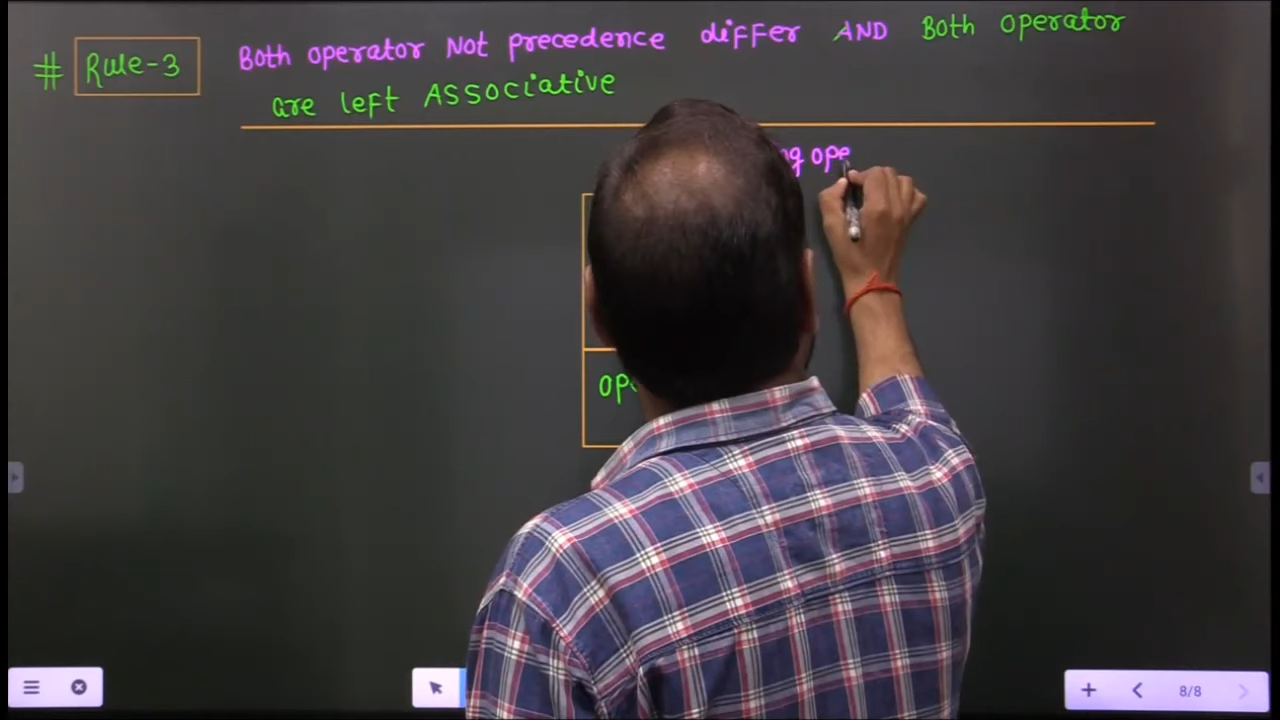 # Rule-3 Both operator Not precedence differ AND Both operator
are left Associative
ope
8/8